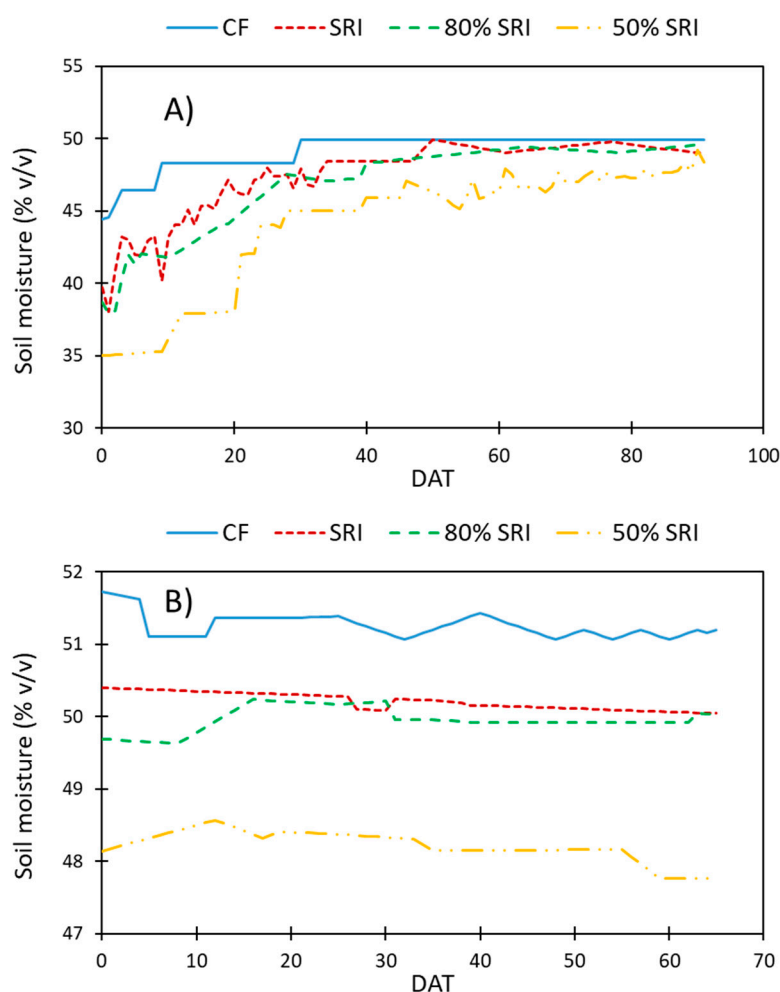 CF SRI 80% SRI 50% SRI
A)
Soil moisture (% v/v)
55
50
45
40
35
30
0 20 40 60 80 100
DAT
CF SRI 80% SRI 50% SRI
B)
Soil moisture (% v/v)
52
51
50
49
48
47
0 10 20 30 40 50 60 70
DAT